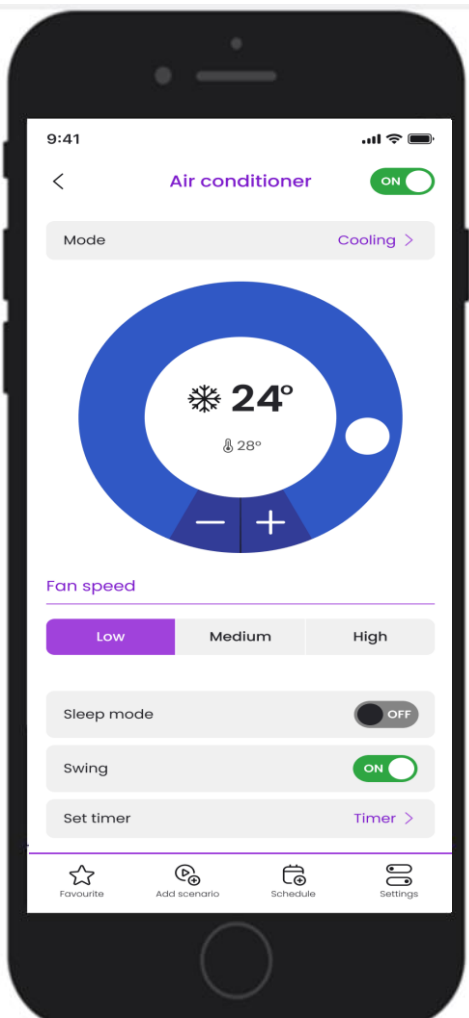 9:41
Air conditioner ON
Mode Cooling >
24°
28°
− +
Fan speed
Low Medium High
Sleep mode OFF
Swing ON
Set timer Timer >
Favourite Add scenario Schedule Settings